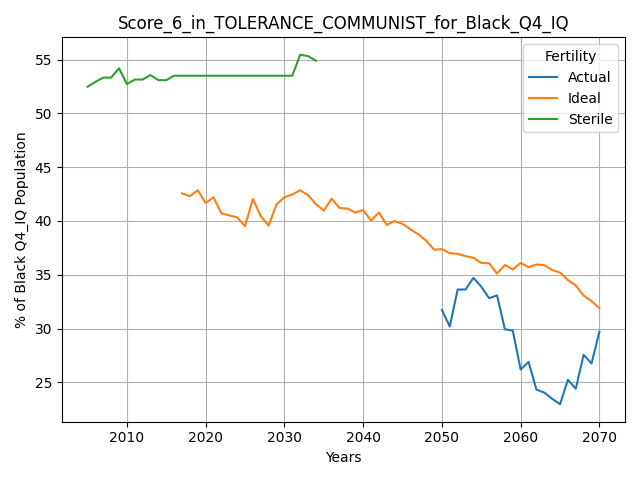 Score_6_in_TOLERANCE_COMMUNIST_for_Black_Q4_IQ
Fertility
Actual
Ideal
Sterile
% of Black Q4_IQ Population
55
50
45
40
35
30
25
2010 2020 2030 2040 2050 2060 2070
Years